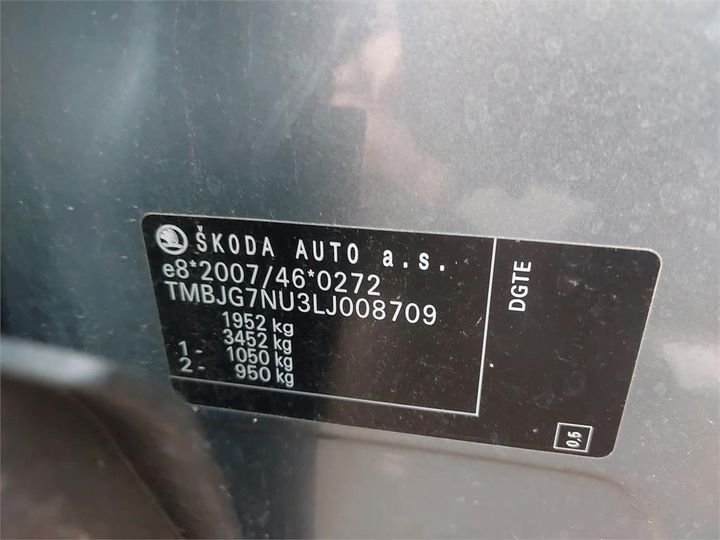 ŠKODA AUTO a.s.
e8*2007/46*0272
TMBJG7NU3LJ008709
1952 kg
3452 kg
1- 1050 kg
2- 950 kg
DGTE
0,5